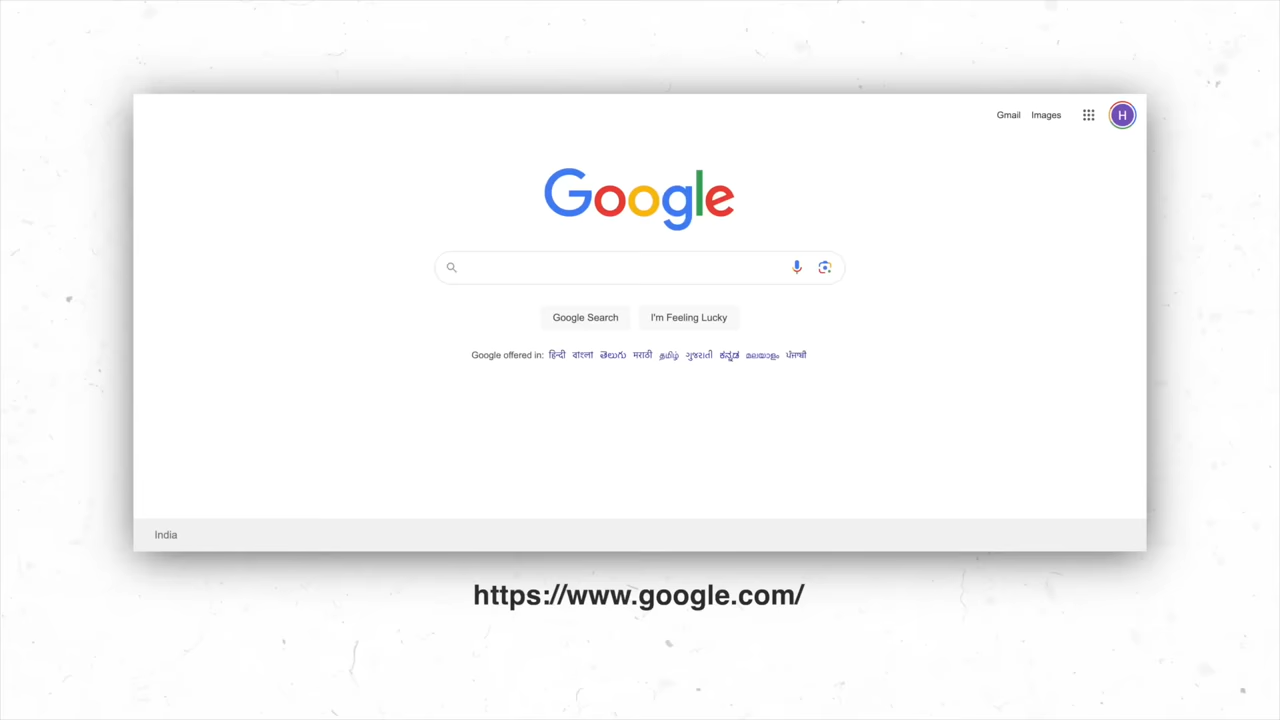 Gmail Images H
Google
Google Search I'm Feeling Lucky
Google offered in: हिन्दी বাংলা తెలుగు मराठी தமிழ் ગુજરાતી ಕನ್ನಡ മലയാളം ਪੰਜਾਬੀ
India
https://www.google.com/